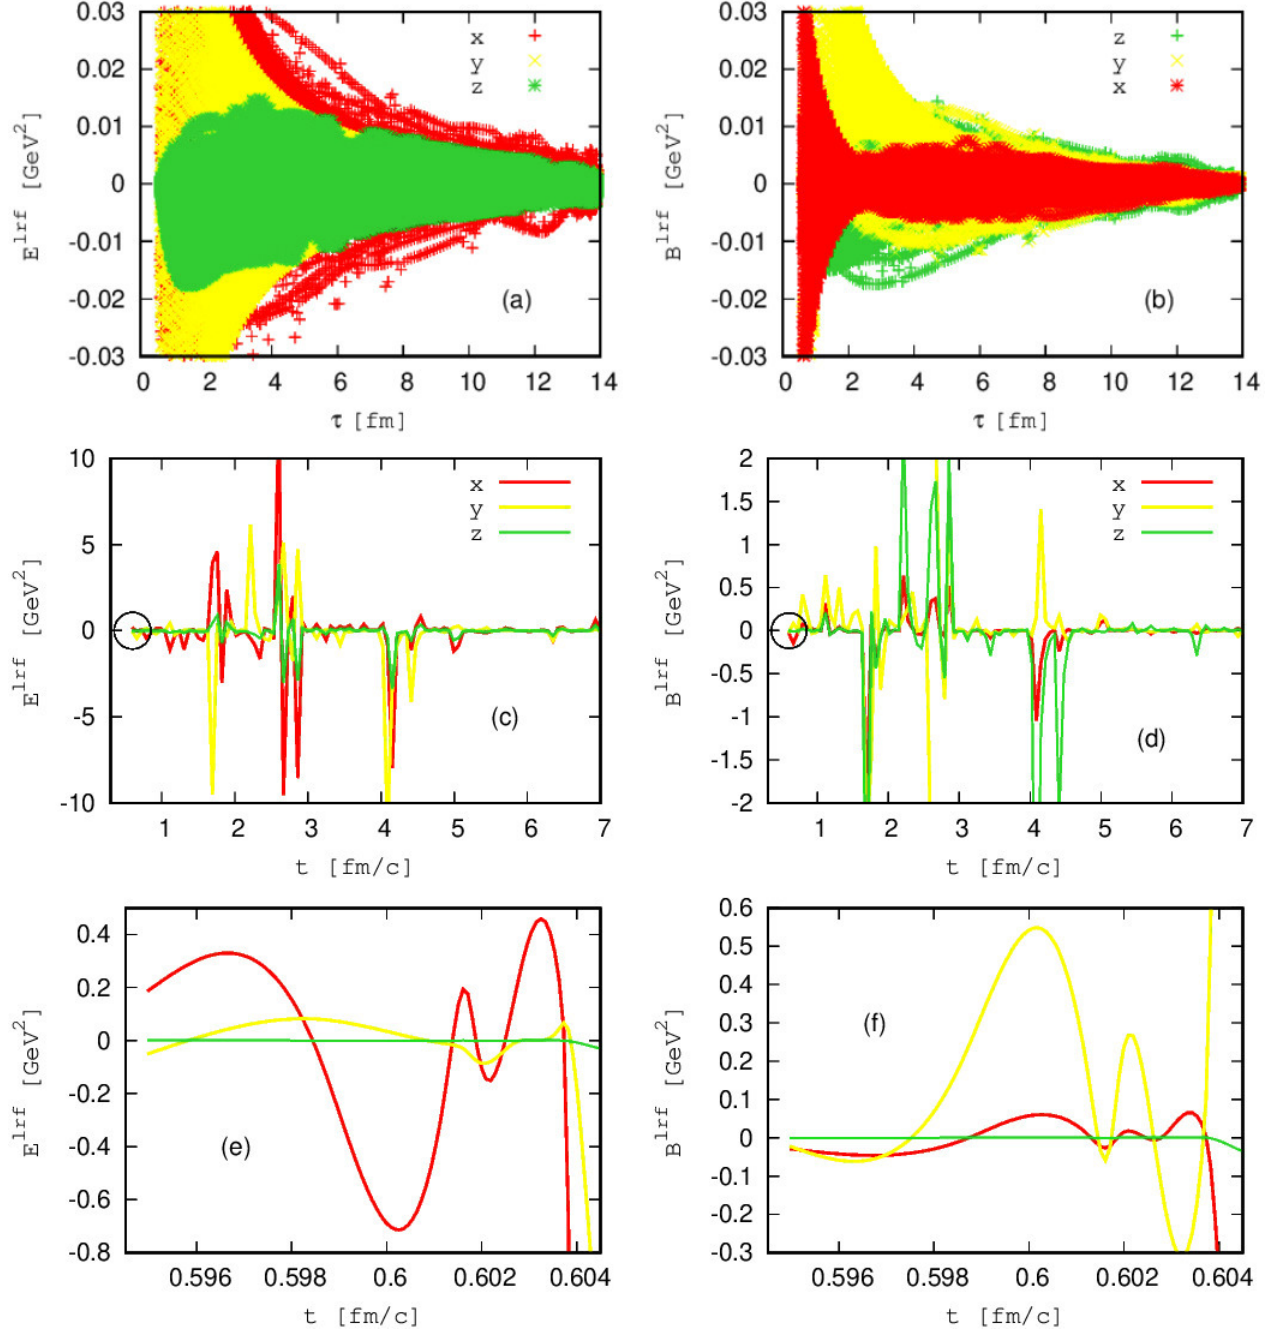 0.03
0.02
0.01
0
-0.01
-0.02
-0.03
E^lrf [GeV^2]
x
y
z
(a)
0 2 4 6 8 10 12 14
τ [fm]
0.03
0.02
0.01
0
-0.01
-0.02
-0.03
B^lrf [GeV^2]
z
y
x
(b)
0 2 4 6 8 10 12 14
τ [fm]
10
5
0
-5
-10
E^lrf [GeV^2]
x
y
z
(c)
1 2 3 4 5 6 7
t [fm/c]
2
1.5
1
0.5
0
-0.5
-1
-1.5
-2
B^lrf [GeV^2]
x
y
z
(d)
1 2 3 4 5 6 7
t [fm/c]
0.4
0.2
0
-0.2
-0.4
-0.6
-0.8
E^lrf [GeV^2]
(e)
0.596 0.598 0.6 0.602 0.604
t [fm/c]
0.6
0.5
0.4
0.3
0.2
0.1
0
-0.1
-0.2
-0.3
B^lrf [GeV^2]
(f)
0.596 0.598 0.6 0.602 0.604
t [fm/c]